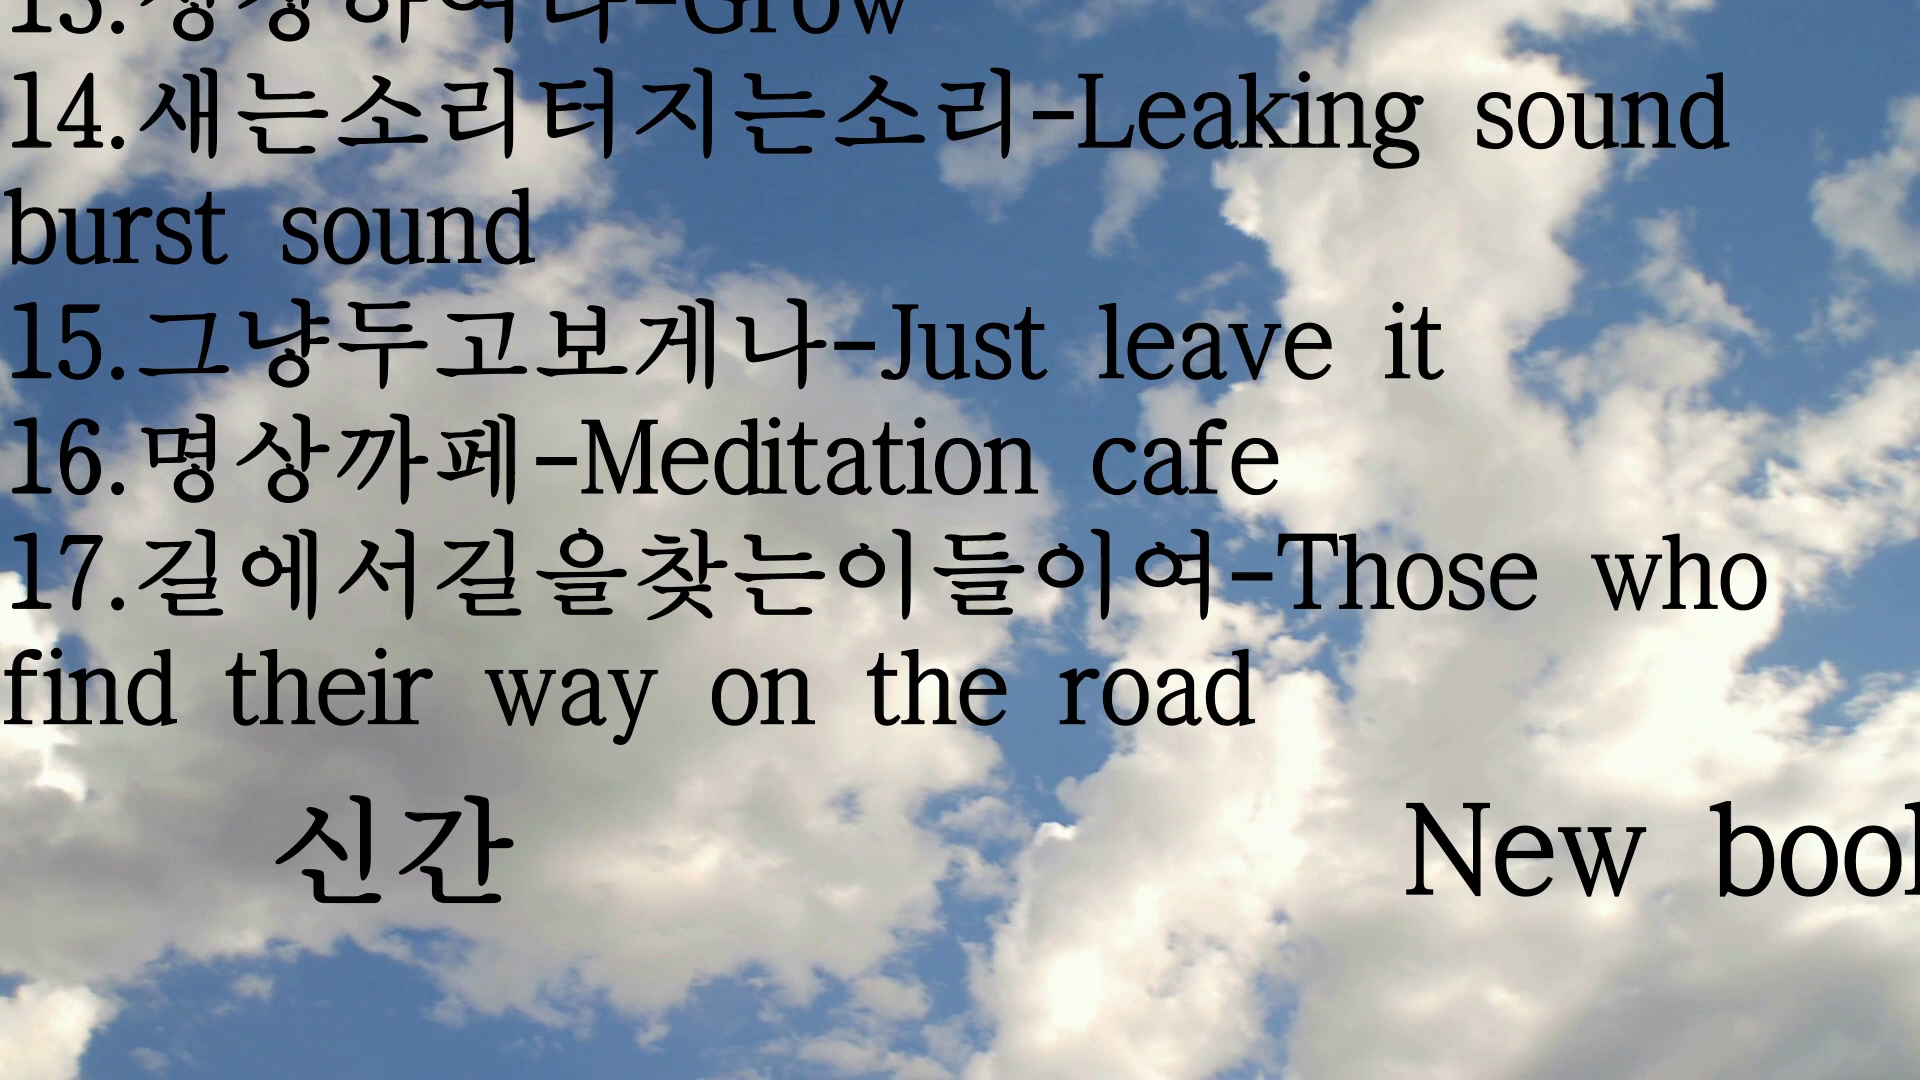 14.새는소리터지는소리-Leaking sound
burst sound
15.그냥두고보게나-Just leave it
16.명상까페-Meditation cafe
17.길에서길을찾는이들이여-Those who
find their way on the road
신간 New